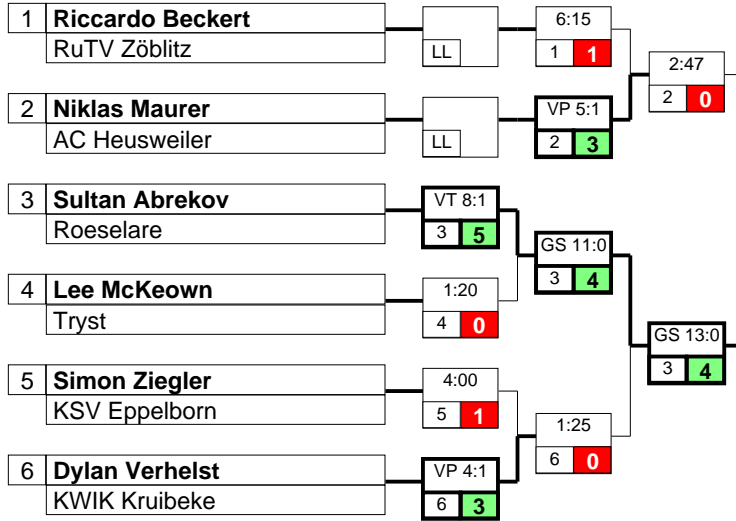 1 Riccardo Beckert
RuTV Zöblitz
LL
6:15
1 1
2:47
2 0
2 Niklas Maurer
AC Heusweiler
LL
VP 5:1
2 3
3 Sultan Abrekov
Roeselare
VT 8:1
3 5
GS 11:0
3 4
4 Lee McKeown
Tryst
1:20
4 0
GS 13:0
3 4
5 Simon Ziegler
KSV Eppelborn
4:00
5 1
1:25
6 0
6 Dylan Verhelst
KWIK Kruibeke
VP 4:1
6 3